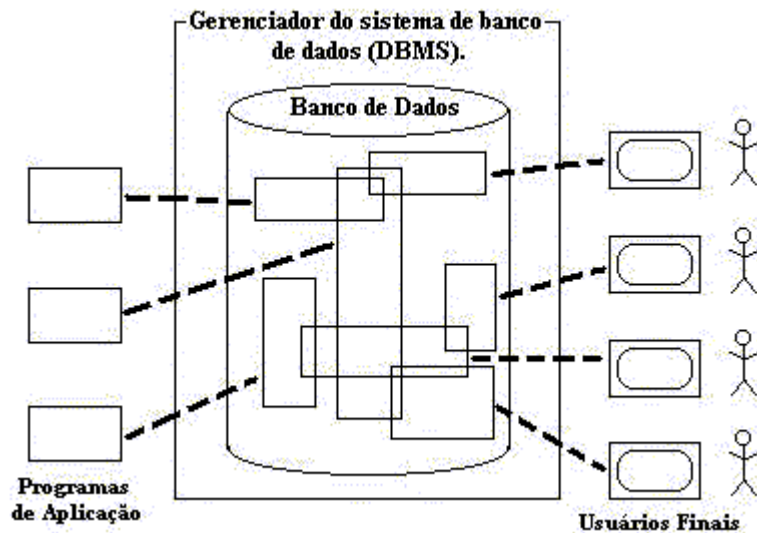 Gerenciador do sistema de banco
de dados (DBMS).
Banco de Dados
Programas
de Aplicação
Usuários Finais